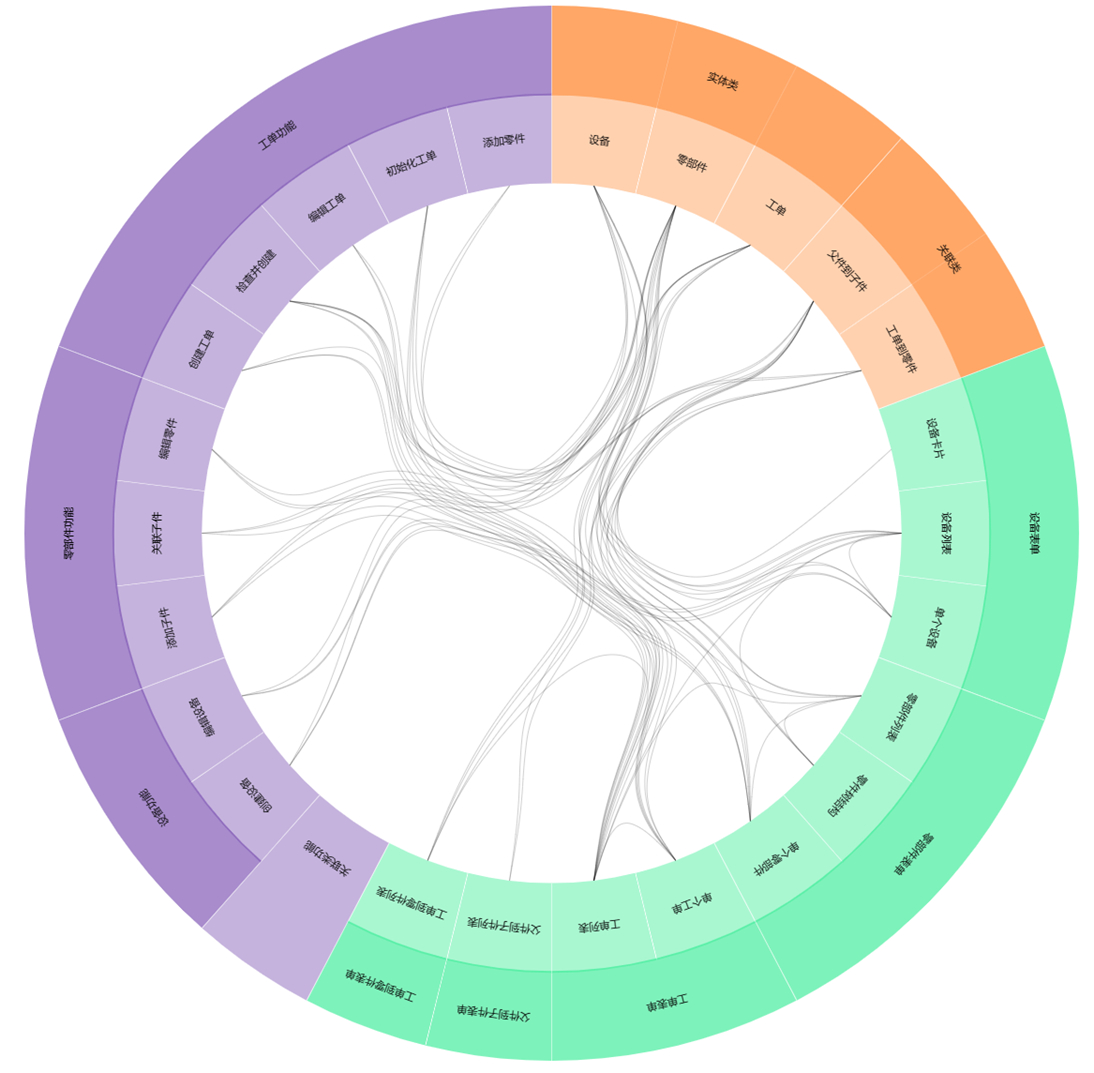 实体类
关联类
设备表单
零部件表单
工单表单
父件到子件表单
工单到零件表单
关联类功能
设备功能
零部件功能
工单功能
设备
零部件
工单
父件到子件
工单到零件
设备卡片
设备列表
单个设备
零部件列表
零件树结构
单个零部件
单个工单
工单列表
父件到子件列表
工单到零件列表
创建设备
编辑设备
添加子件
关联子件
编辑零件
创建工单
检查并创建
编辑工单
初始化工单
添加零件